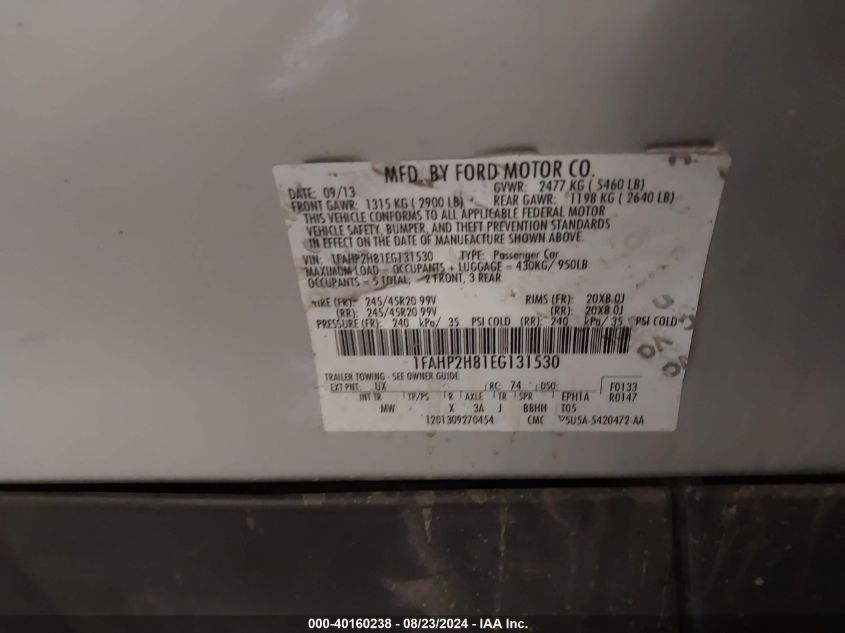 MFD. BY FORD MOTOR CO.
DATE: 09/13 GVWR: 2477 KG ( 5460 LB)
FRONT GAWR: 1315 KG ( 2900 LB) REAR GAWR: 1198 KG ( 2640 LB)
THIS VEHICLE CONFORMS TO ALL APPLICABLE FEDERAL MOTOR
VEHICLE SAFETY, BUMPER, AND THEFT PREVENTION STANDARDS
IN EFFECT ON THE DATE OF MANUFACTURE SHOWN ABOVE.
VIN: 1FAHP2H81EG131530 TYPE: Passenger Car
MAXIMUM LOAD - OCCUPANTS + LUGGAGE = 430KG/ 950LB
OCCUPANTS = 5 TOTAL; 2 FRONT, 3 REAR
TIRE (FR): 245/45R20 99V RIMS (FR): 20X8.0J
(RR): 245/45R20 99V (RR): 20X8.0J
PRESSURE (FR): 240 kPa/ 35 PSI COLD (RR): 240 kPa/ 35 PSI COLD
1FAHP2H81EG131530
TRAILER TOWING - SEE OWNER GUIDE
EXT PNT: UX RC: 74 DSO: F0133
INT TR TP/PS R AXLE TR SPR EPH1A R0147
MW X 3A J BBHH T05
1201309270454 CMC 5U5A-5420472-AA
000-40160238 - 08/23/2024 - IAA Inc.